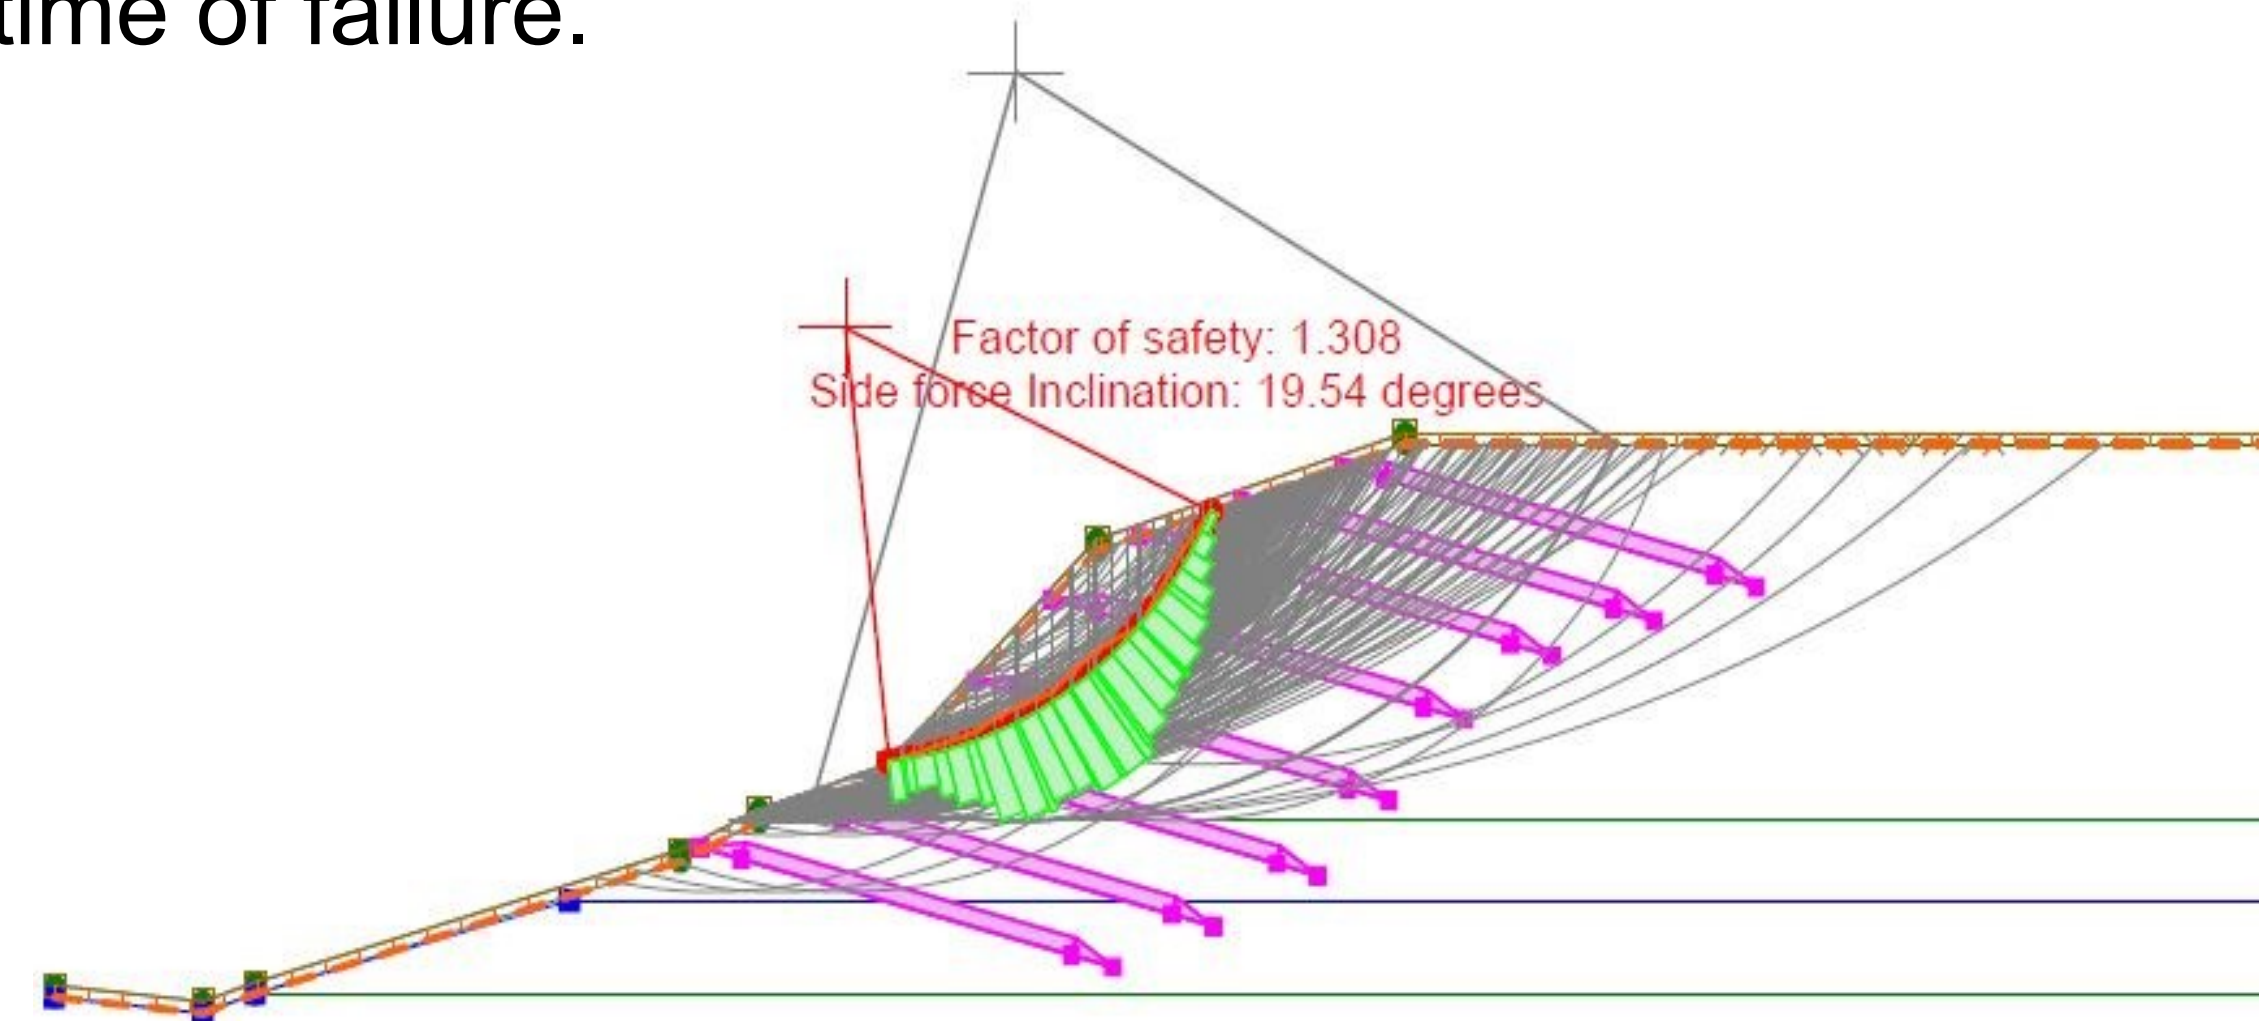 time of failure.
Factor of safety: 1.308
Side force Inclination: 19.54 degrees